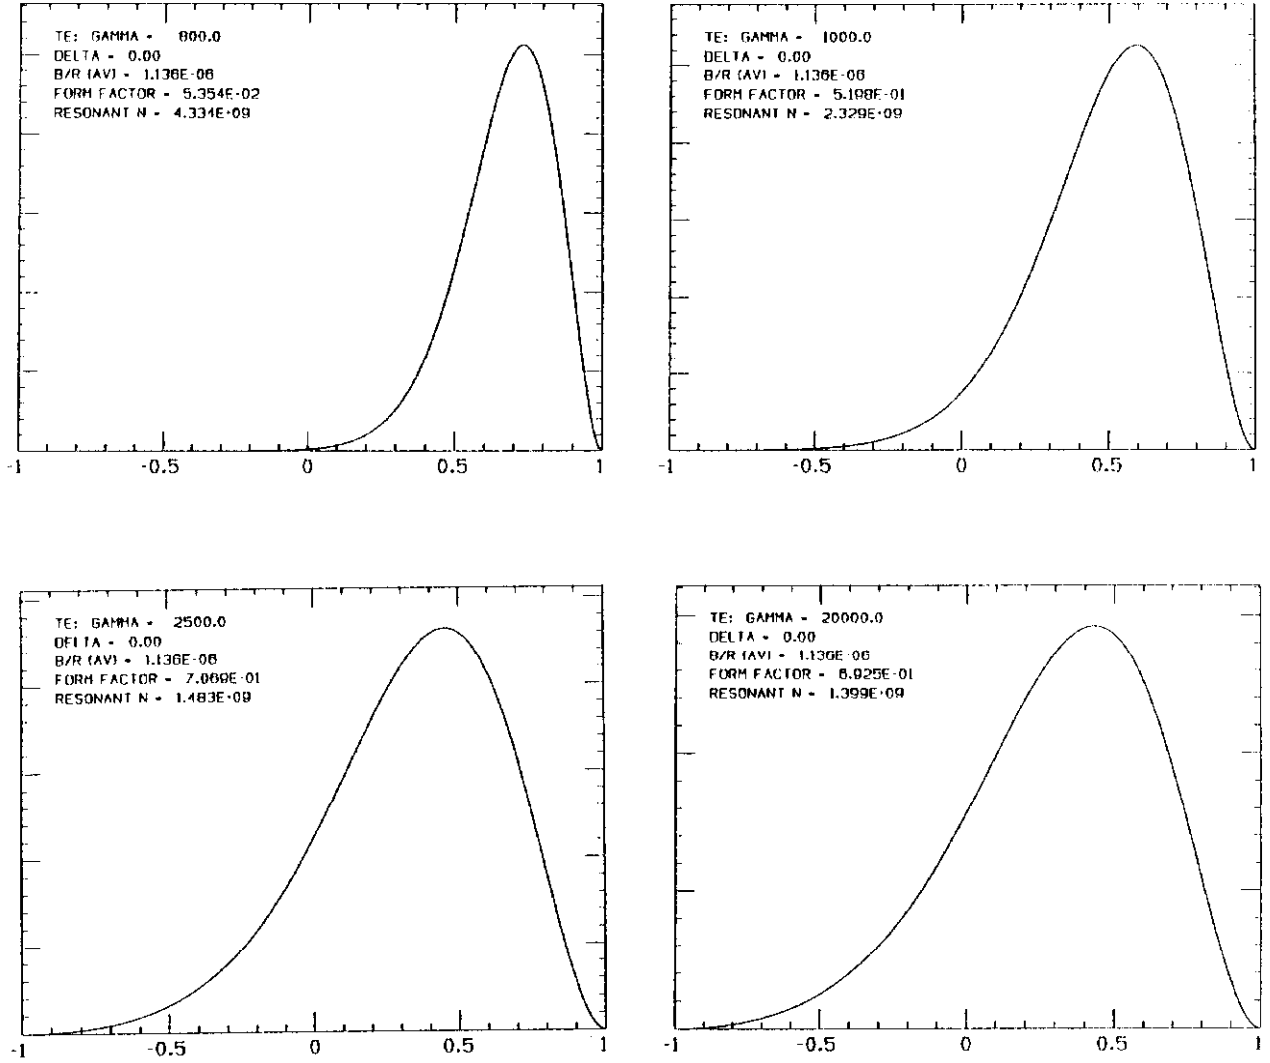 TE: GAMMA = 800.0
DELTA = 0.00
B/R (AV) = 1.136E-06
FORM FACTOR = 5.354E-02
RESONANT N = 4.334E+09
-1 -0.5 0 0.5 1
TE: GAMMA = 1000.0
DELTA = 0.00
B/R (AV) = 1.136E-06
FORM FACTOR = 5.198E-01
RESONANT N = 2.329E+09
-1 -0.5 0 0.5 1
TE: GAMMA = 2500.0
DELTA = 0.00
B/R (AV) = 1.136E-06
FORM FACTOR = 7.069E-01
RESONANT N = 1.483E+09
-1 -0.5 0 0.5 1
TE: GAMMA = 20000.0
DELTA = 0.00
B/R (AV) = 1.136E-06
FORM FACTOR = 6.925E-01
RESONANT N = 1.399E+09
-1 -0.5 0 0.5 1